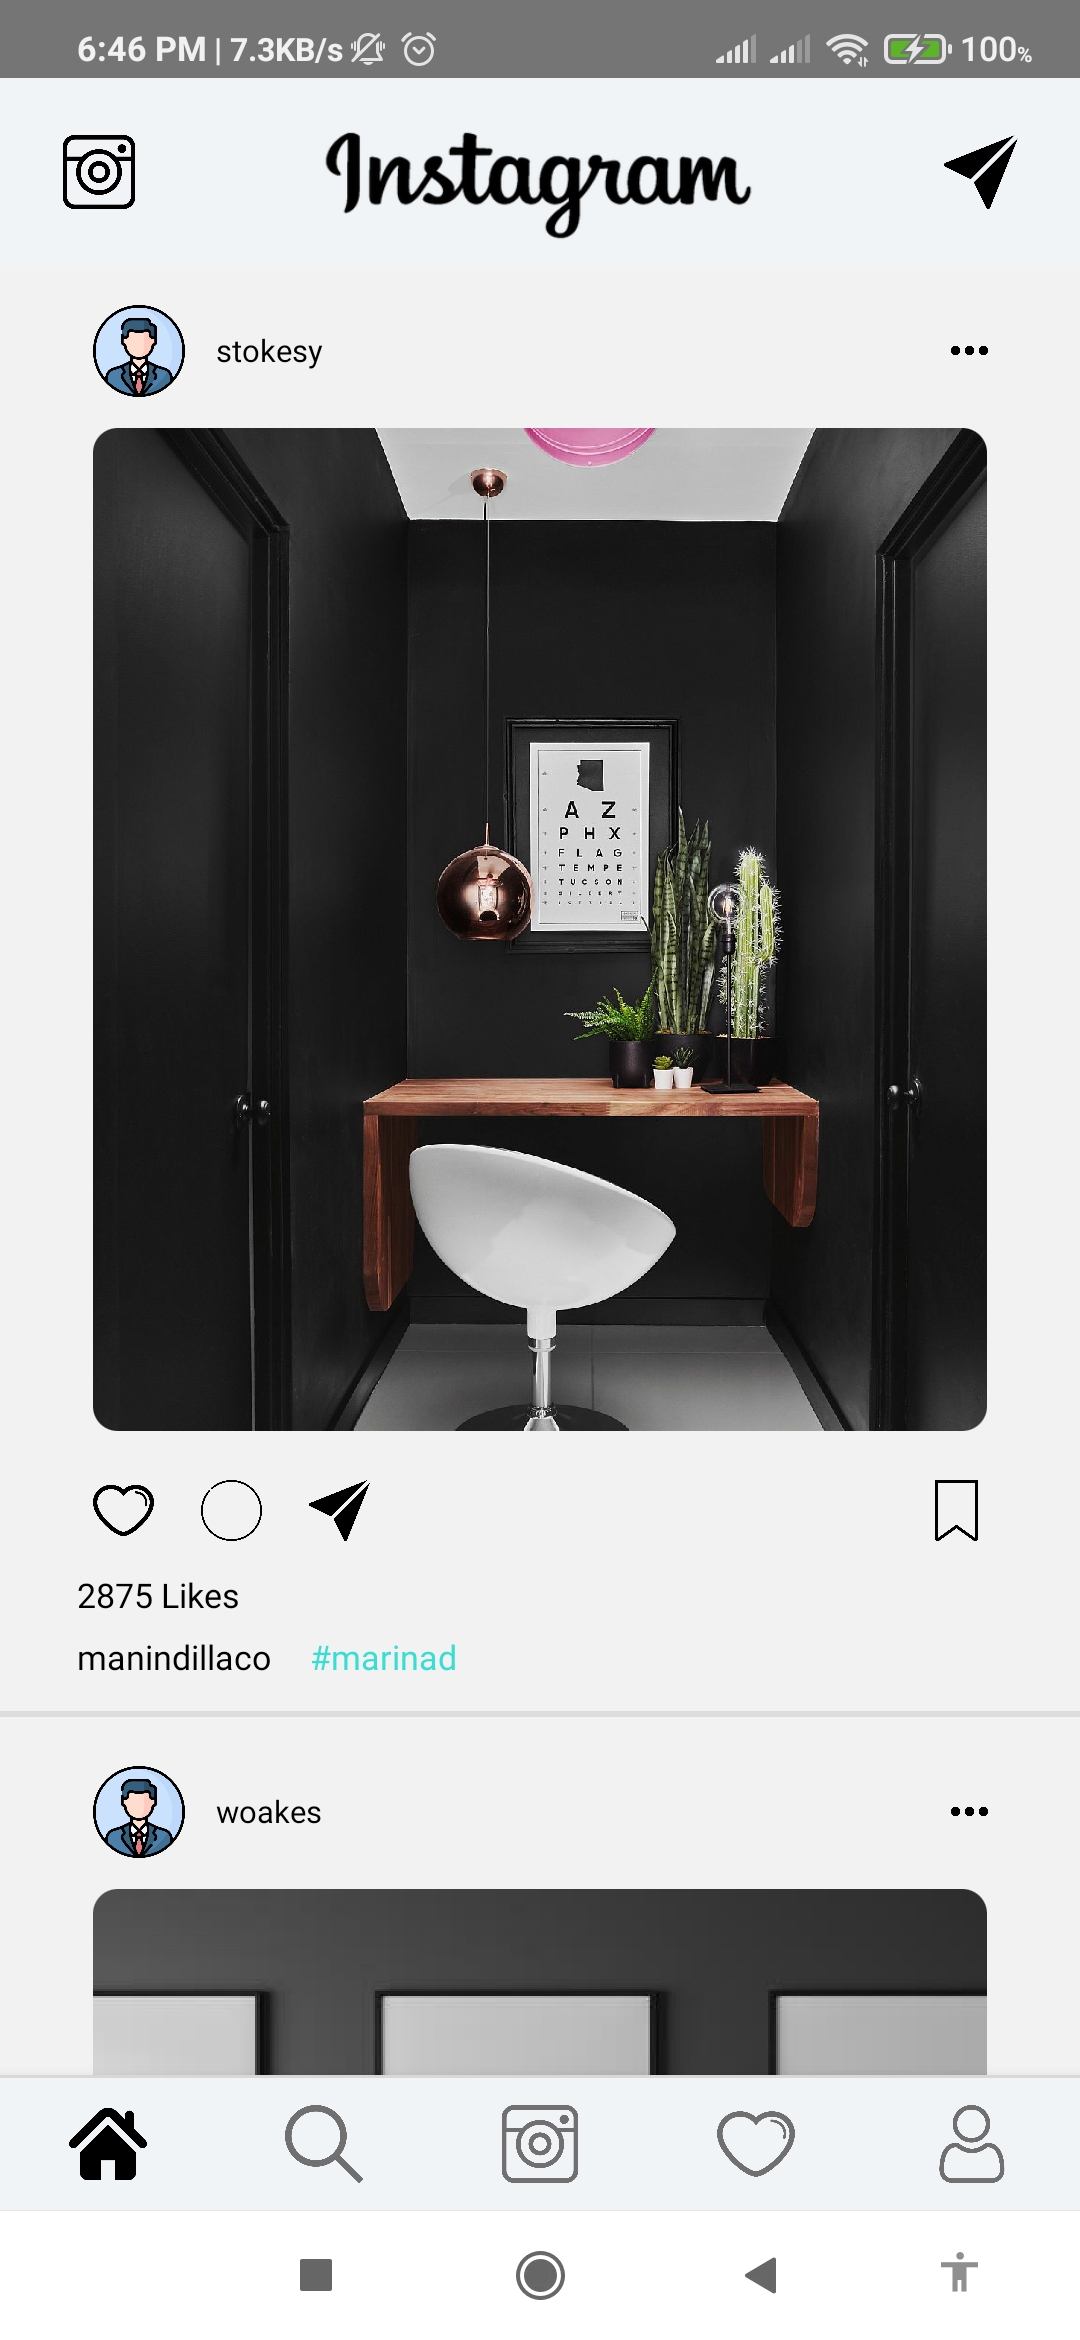 6:46 PM | 7.3KB/s 100%
Instagram
stokesy
A Z
P H X
F L A G
T E M P E
T U C S O N
2875 Likes
manindillaco #marinad
woakes